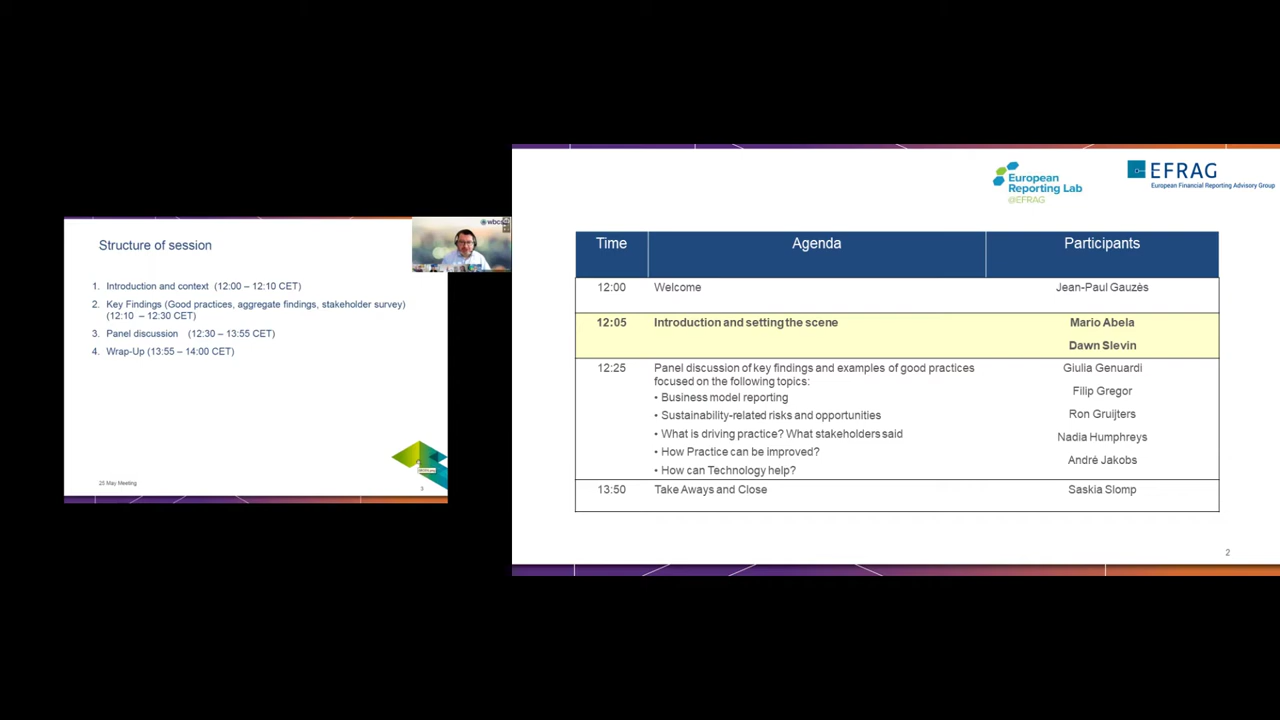 Structure of session
1. Introduction and context (12:00 – 12:10 CET)
2. Key Findings (Good practices, aggregate findings, stakeholder survey)
(12:10 – 12:30 CET)
3. Panel discussion (12:30 – 13:55 CET)
4. Wrap-Up (13:55 – 14:00 CET)
25 May Meeting
3
European
Reporting Lab
@EFRAG
EFRAG
European Financial Reporting Advisory Group
Time Agenda Participants
12:00 Welcome Jean-Paul Gauzès
12:05 Introduction and setting the scene Mario Abela
Dawn Slevin
12:25 Panel discussion of key findings and examples of good practices Giulia Genuardi
focused on the following topics:
Filip Gregor
• Business model reporting
• Sustainability-related risks and opportunities Ron Gruijters
• What is driving practice? What stakeholders said Nadia Humphreys
• How Practice can be improved?
André Jakobs
• How can Technology help?
13:50 Take Aways and Close Saskia Slomp
2